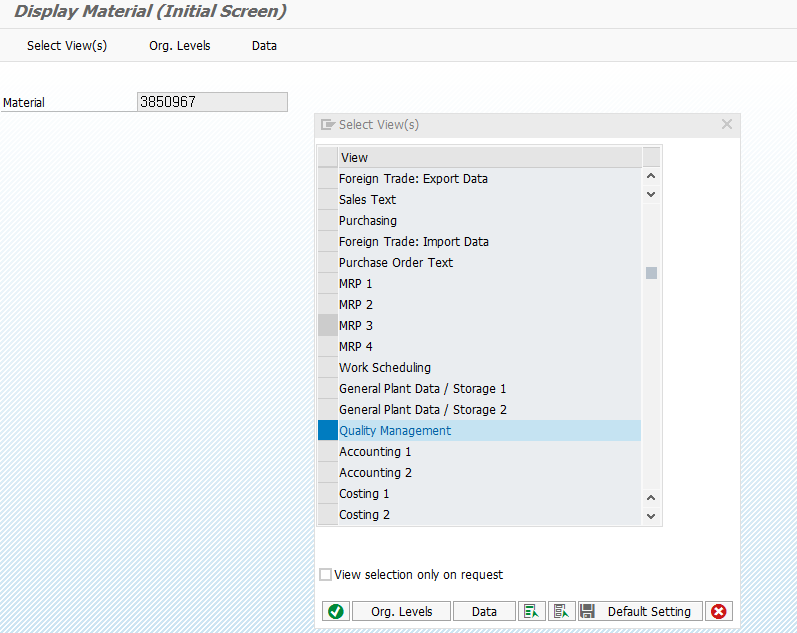 Display Material (Initial Screen)
Select View(s) Org. Levels Data
Material 3850967
Select View(s)
View
Foreign Trade: Export Data
Sales Text
Purchasing
Foreign Trade: Import Data
Purchase Order Text
MRP 1
MRP 2
MRP 3
MRP 4
Work Scheduling
General Plant Data / Storage 1
General Plant Data / Storage 2
Quality Management
Accounting 1
Accounting 2
Costing 1
Costing 2
View selection only on request
Org. Levels Data Default Setting